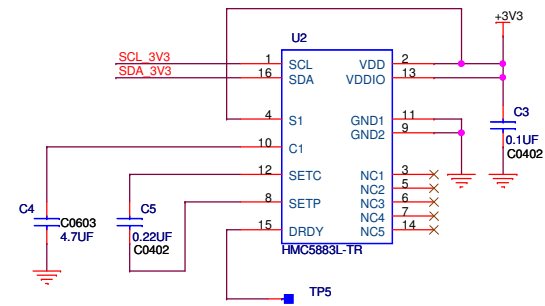 +3V3
U2
SCL_3V3 1 SCL VDD 2
SDA_3V3 16 SDA VDDIO 13
4 S1 GND1 11
GND2 9
C3
0.1UF
C0402
10 C1
12 SETC NC1 3
NC2 5
8 SETP NC3 6
NC4 7
15 DRDY NC5 14
C4
C0603
4.7UF
C5
0.22UF
C0402
HMC5883L-TR
TP5